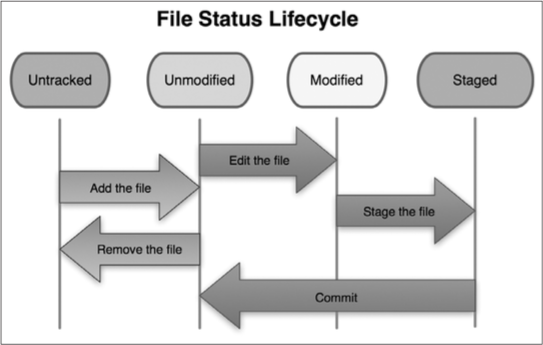 File Status Lifecycle
Untracked
Unmodified
Modified
Staged
Edit the file
Add the file
Stage the file
Remove the file
Commit